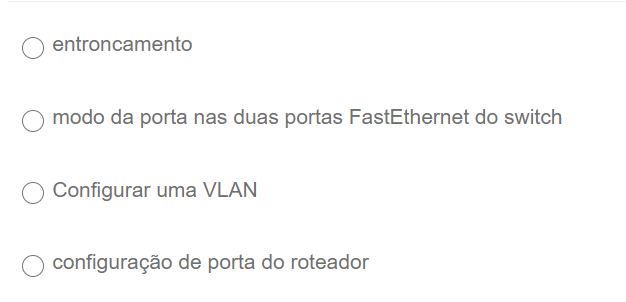 entroncamento
modo da porta nas duas portas FastEthernet do switch
Configurar uma VLAN
configuração de porta do roteador